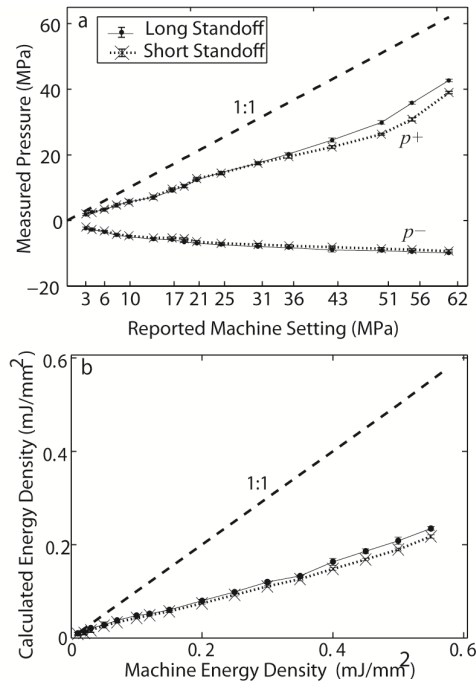 a
Long Standoff
Short Standoff
60
40
20
0
−20
Measured Pressure (MPa)
1:1
p+
p−
3 6 10 17 21 25 31 36 43 51 56 62
Reported Machine Setting (MPa)
b
0.6
0.4
0.2
0
Calculated Energy Density (mJ/mm²)
1:1
0 0.2 0.4 0.6
Machine Energy Density (mJ/mm²)